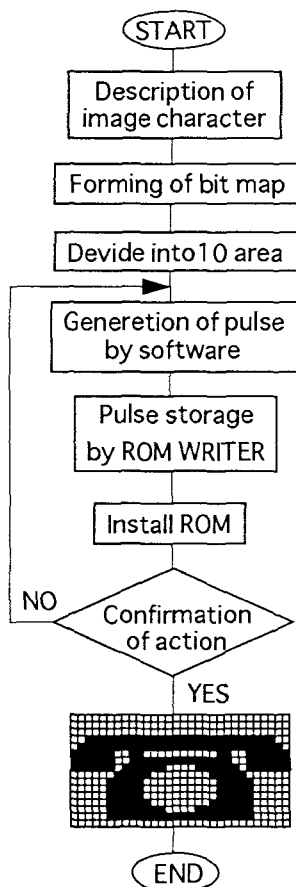 START
Description of
image character
Forming of bit map
Devide into10 area
Generetion of pulse
by software
Pulse storage
by ROM WRITER
Install ROM
NO
Confirmation
of action
YES
END